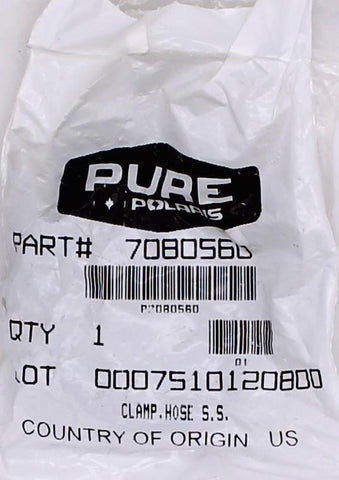 PURE
POLARIS
PART# 7080560
P7080560
QTY 1
01
LOT 0007510120800
CLAMP.HOSE S.S.
COUNTRY OF ORIGIN US